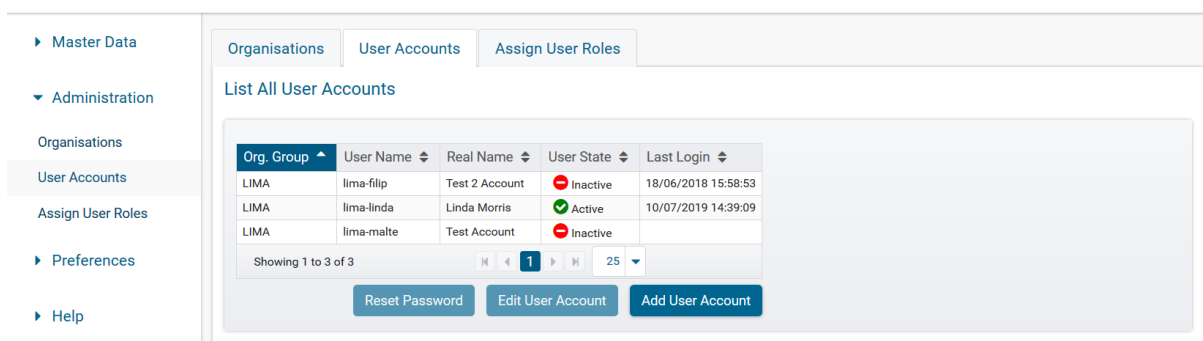 Master Data
Administration
Organisations
User Accounts
Assign User Roles
Preferences
Help
Organisations User Accounts Assign User Roles
List All User Accounts
Org. Group User Name Real Name User State Last Login
LIMA lima-filip Test 2 Account Inactive 18/06/2018 15:58:53
LIMA lima-linda Linda Morris Active 10/07/2019 14:39:09
LIMA lima-malte Test Account Inactive
Showing 1 to 3 of 3 1 25
Reset Password Edit User Account Add User Account